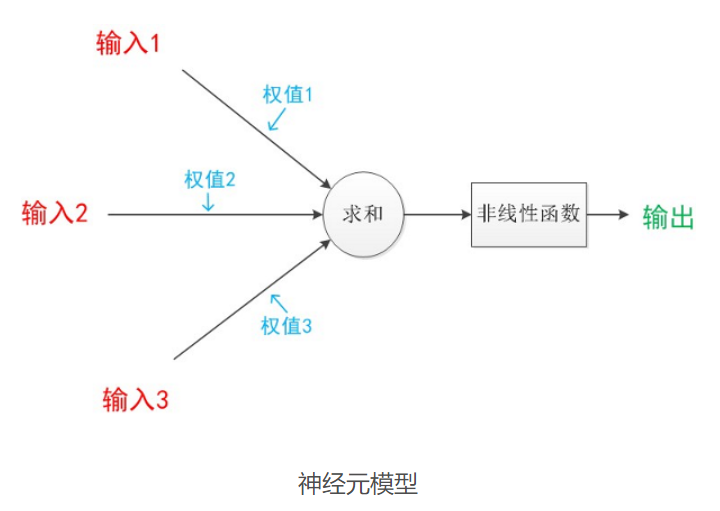 输入1
权值1
权值2
输入2
求和
非线性函数
输出
权值3
输入3
神经元模型